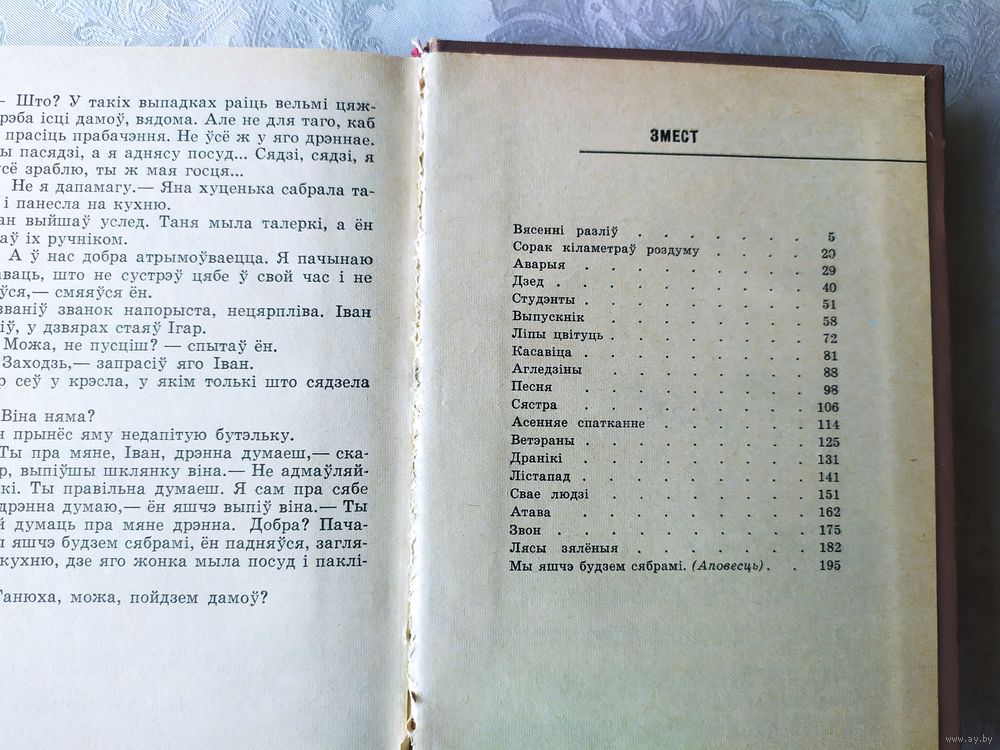 — Што? У такіх выпадках раіць вельмі цяж-
рэба ісці дамоў, вядома. Але не для таго, каб
прасіць прабачэння. Не ўсё ж у яго дрэннае.
ы пасядзі, а я аднясу посуд... Сядзі, сядзі, я
сё зраблю, ты ж мая госця...
Не я дапамагу.— Яна хуценька сабрала та-
і панесла на кухню.
ан выйшаў услед. Таня мыла талеркі, а ён
аў іх ручніком.
А ў нас добра атрымоўваецца. Я пачынаю
ваць, што не сустрэў цябе ў свой час і не
ўся,— смяяўся ён.
званіў званок напорыста, нецярпліва. Іван
іў, у дзвярах стаяў Ігар.
Можа, не пусціш? — спытаў ён.
Заходзь,— запрасіў яго Іван.
р сеў у крэсла, у якім толькі што сядзела
Віна няма?
н прынёс яму недапітую бутэльку.
Ты пра мяне, Іван, дрэнна думаеш,— ска-
р, выпіўшы шклянку віна.— Не адмаўляй-
кі. Ты правільна думаеш. Я сам пра сябе
дрэнна думаю,— ён яшчэ выпіў віна.— Ты
й думаць пра мяне дрэнна. Добра? Пача-
ы яшчэ будзем сябрамі, ён падняўся, загля-
кухню, дзе яго жонка мыла посуд і паклі-
Танюха, можа, пойдзем дамоў?
ЗМЕСТ
Вясенні разліў . . . . . . . 5
Сорак кіламетраў роздуму . . . . 20
Аварыя . . . . . . . . 29
Дзед . . . . . . . . . 40
Студэнты . . . . . . . . 51
Выпускнік . . . . . . . . 58
Ліпы цвітуць . . . . . . . . 72
Касавіца . . . . . . . . 81
Агледзіны . . . . . . . . 88
Песня . . . . . . . . 98
Сястра . . . . . . . . 106
Асенняе спатканне . . . . . . 114
Ветэраны . . . . . . . . 125
Дранікі . . . . . . . . 131
Лістапад . . . . . . . . 141
Свае людзі . . . . . . . 151
Атава . . . . . . . . 162
Звон . . . . . . . . . 175
Лясы зялёныя . . . . . . . 182
Мы яшчэ будзем сябрамі. (Аповесць) . . 195
www.ay.by